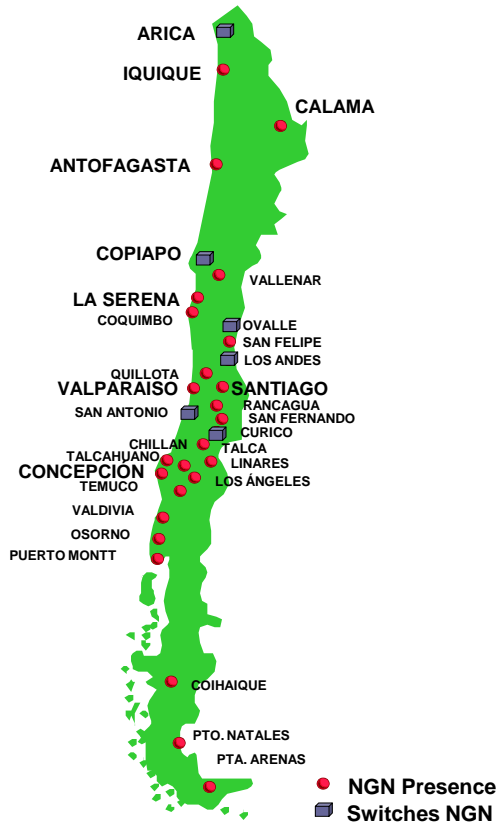 ARICA
IQUIQUE
CALAMA
ANTOFAGASTA
COPIAPO
VALLENAR
LA SERENA
COQUIMBO
OVALLE
SAN FELIPE
LOS ANDES
QUILLOTA
VALPARAISO
SANTIAGO
RANCAGUA
SAN ANTONIO
SAN FERNANDO
CURICO
CHILLAN
TALCA
TALCAHUANO
LINARES
CONCEPCIÓN
LOS ÁNGELES
TEMUCO
VALDIVIA
OSORNO
PUERTO MONTT
COIHAIQUE
PTO. NATALES
PTA. ARENAS
NGN Presence
Switches NGN